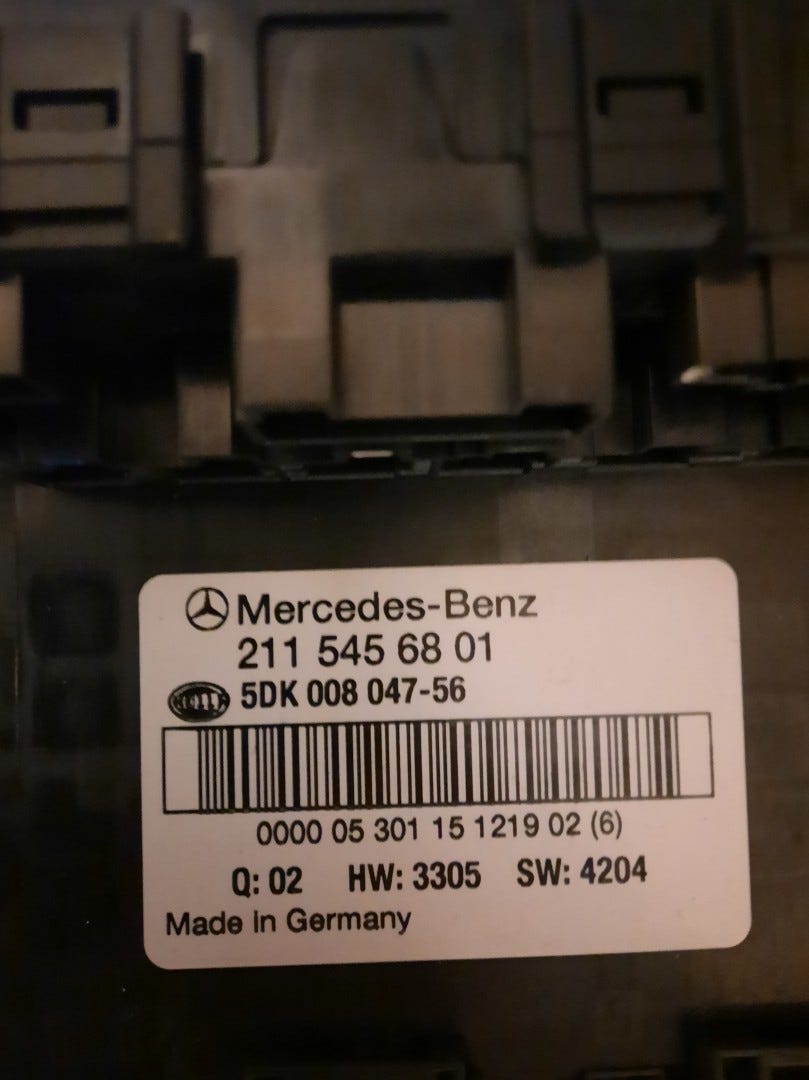 Mercedes-Benz
211 545 68 01
HELLA 5DK 008 047-56
0000 05 301 15 1219 02 (6)
Q: 02 HW: 3305 SW: 4204
Made in Germany